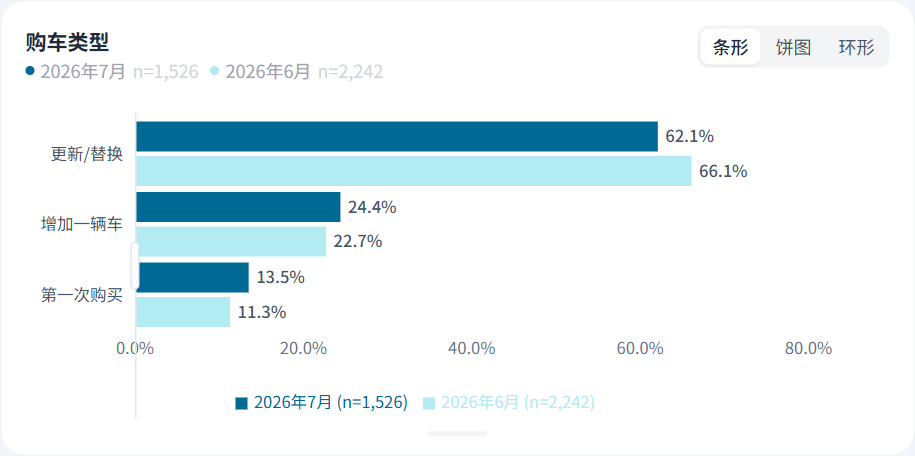 购车类型
2026年7月 n=1,526 2026年6月 n=2,242
条形 饼图 环形
更新/替换
62.1%
66.1%
增加一辆车
24.4%
22.7%
第一次购买
13.5%
11.3%
0.0% 20.0% 40.0% 60.0% 80.0%
2026年7月 (n=1,526) 2026年6月 (n=2,242)